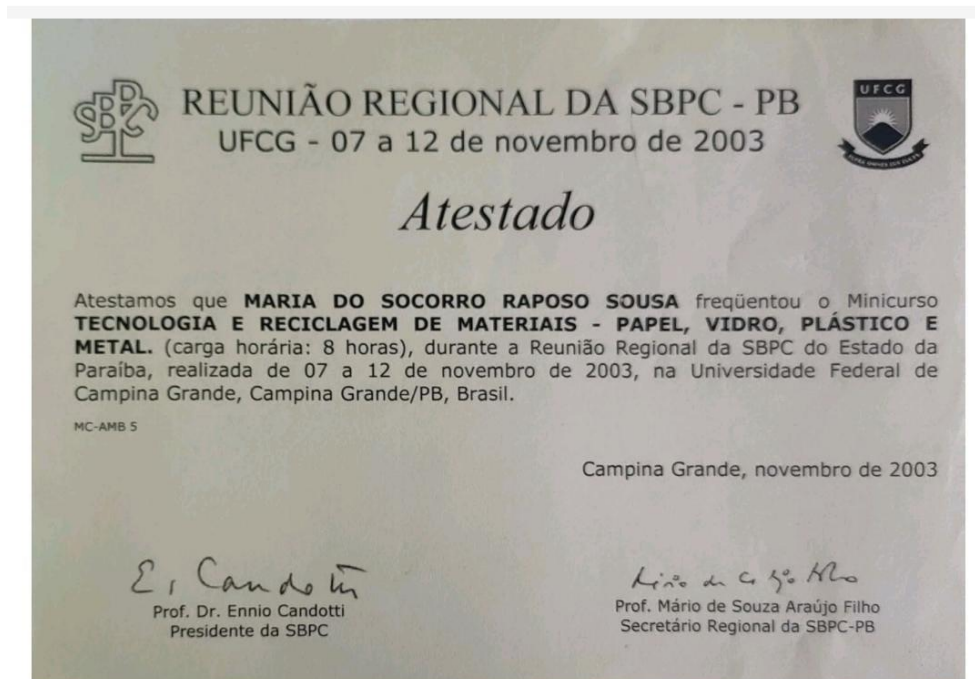 SBPC
REUNIÃO REGIONAL DA SBPC - PB
UFCG - 07 a 12 de novembro de 2003
UFCG
Atestado
Atestamos que MARIA DO SOCORRO RAPOSO SOUSA freqüentou o Minicurso
TECNOLOGIA E RECICLAGEM DE MATERIAIS - PAPEL, VIDRO, PLÁSTICO E
METAL. (carga horária: 8 horas), durante a Reunião Regional da SBPC do Estado da
Paraíba, realizada de 07 a 12 de novembro de 2003, na Universidade Federal de
Campina Grande, Campina Grande/PB, Brasil.
MC-AMB 5
Campina Grande, novembro de 2003
E. Candotti
Prof. Dr. Ennio Candotti
Presidente da SBPC
Prof. Mário de Souza Araújo Filho
Secretário Regional da SBPC-PB